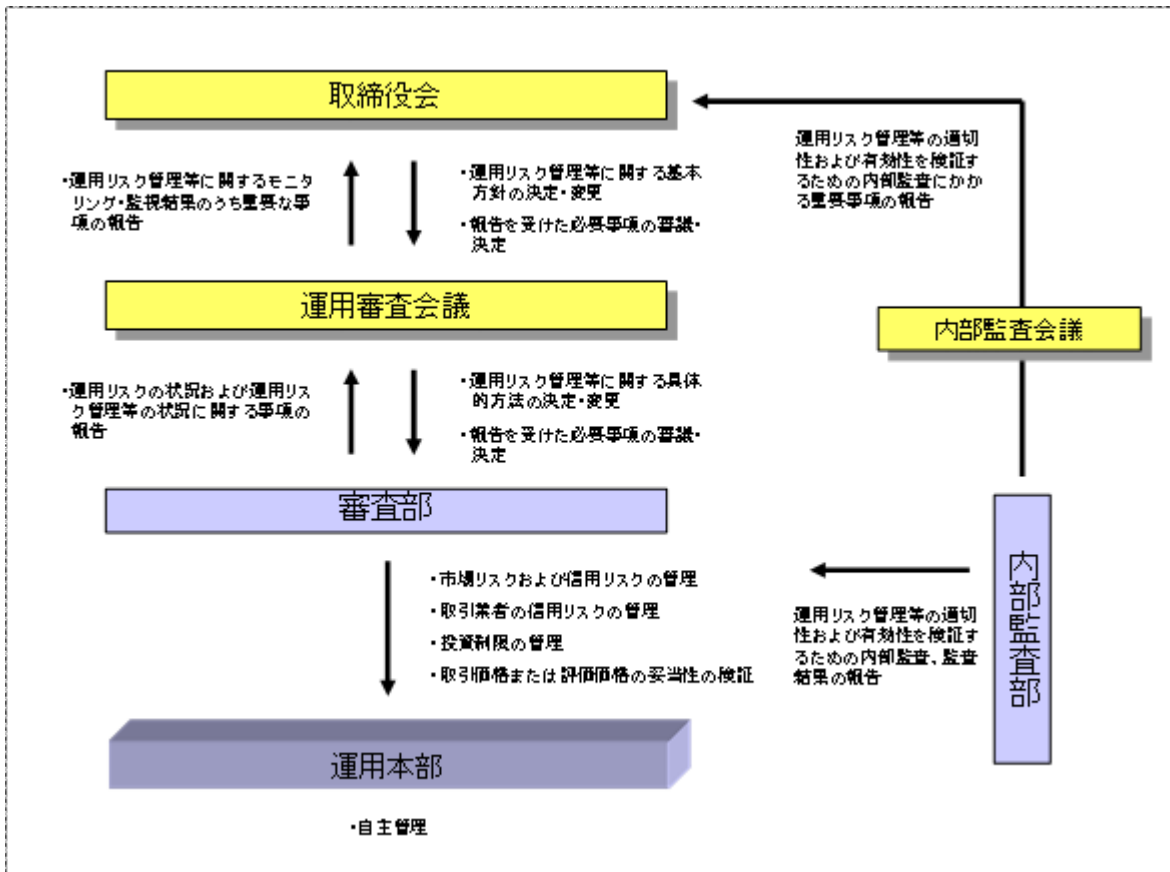 取締役会
・運用リスク管理等に関するモニタ
リング・監視結果のうち重要な事
項の報告
・運用リスク管理等に関する基本
方針の決定・変更
・報告を受けた必要事項の審議・
決定
運用リスク管理等の適切
性および有効性を検証す
るための内部監査にかか
る重要事項の報告
運用審査会議
内部監査会議
・運用リスクの状況および運用リス
ク管理等の状況に関する事項の
報告
・運用リスク管理等に関する具体
的方法の決定・変更
・報告を受けた必要事項の審議・
決定
審査部
・市場リスクおよび信用リスクの管理
・取引業者の信用リスクの管理
・投資制限の管理
・取引価格または評価価格の妥当性の検証
運用リスク管理等の適切
性および有効性を検証す
るための内部監査、監査
結果の報告
内部監査部
運用本部
・自主管理